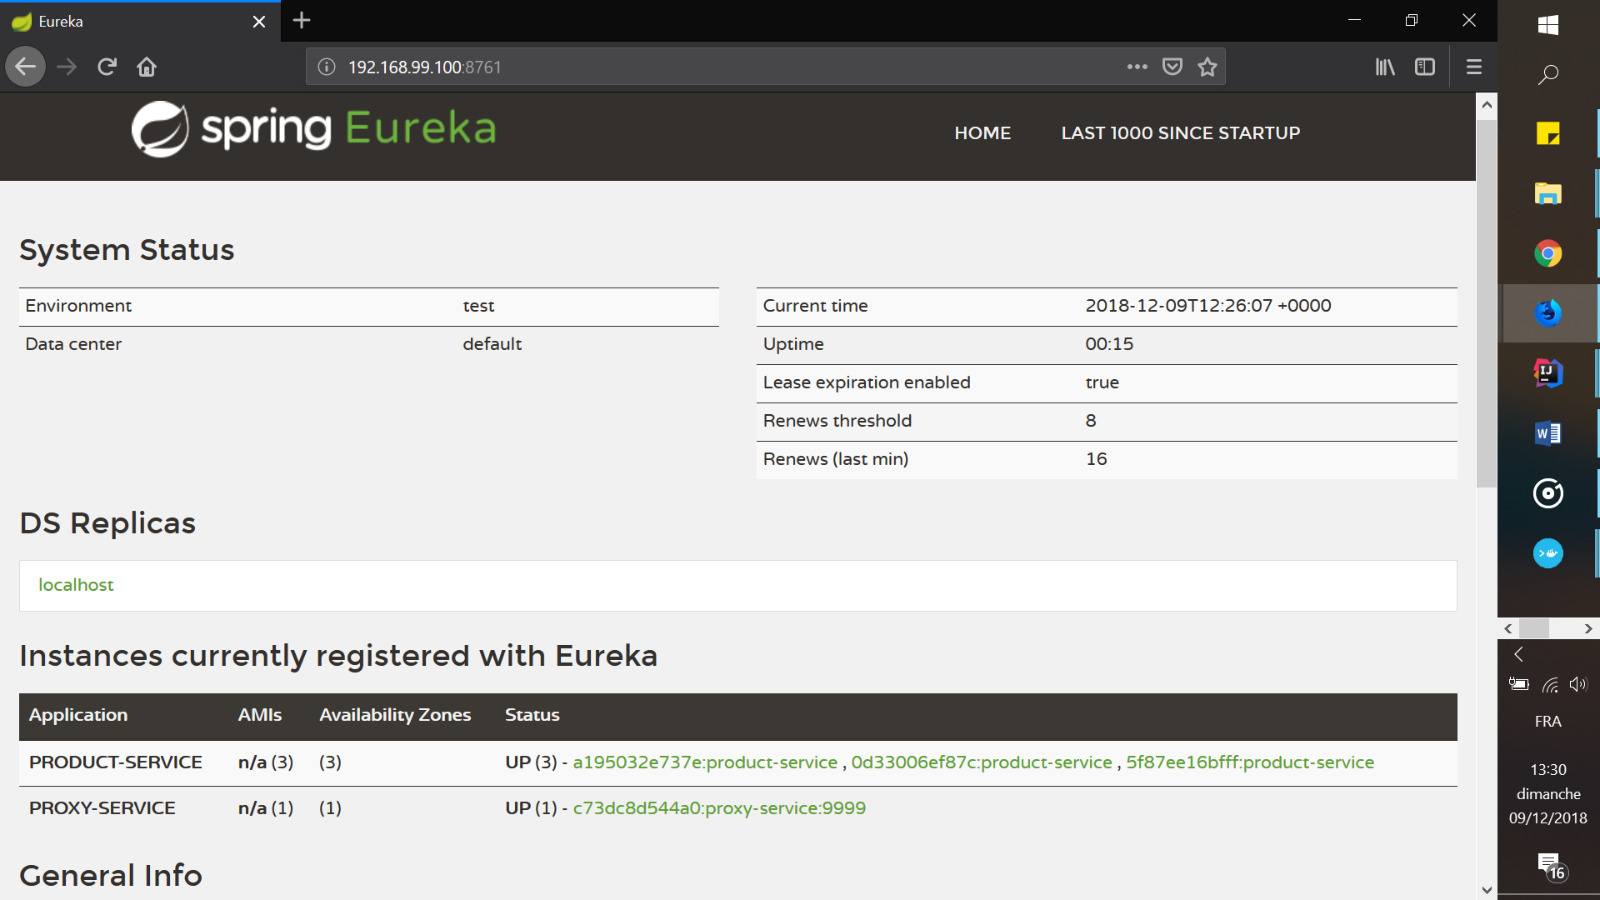 Eureka
192.168.99.100:8761
spring Eureka
HOME LAST 1000 SINCE STARTUP
System Status
Environment test
Data center default
Current time 2018-12-09T12:26:07 +0000
Uptime 00:15
Lease expiration enabled true
Renews threshold 8
Renews (last min) 16
DS Replicas
localhost
Instances currently registered with Eureka
Application AMIs Availability Zones Status
PRODUCT-SERVICE n/a (3) (3) UP (3) - a195032e737e:product-service , 0d33006ef87c:product-service , 5f87ee16bfff:product-service
PROXY-SERVICE n/a (1) (1) UP (1) - c73dc8d544a0:proxy-service:9999
General Info
IJ
W
FRA
13:30
dimanche
09/12/2018
16